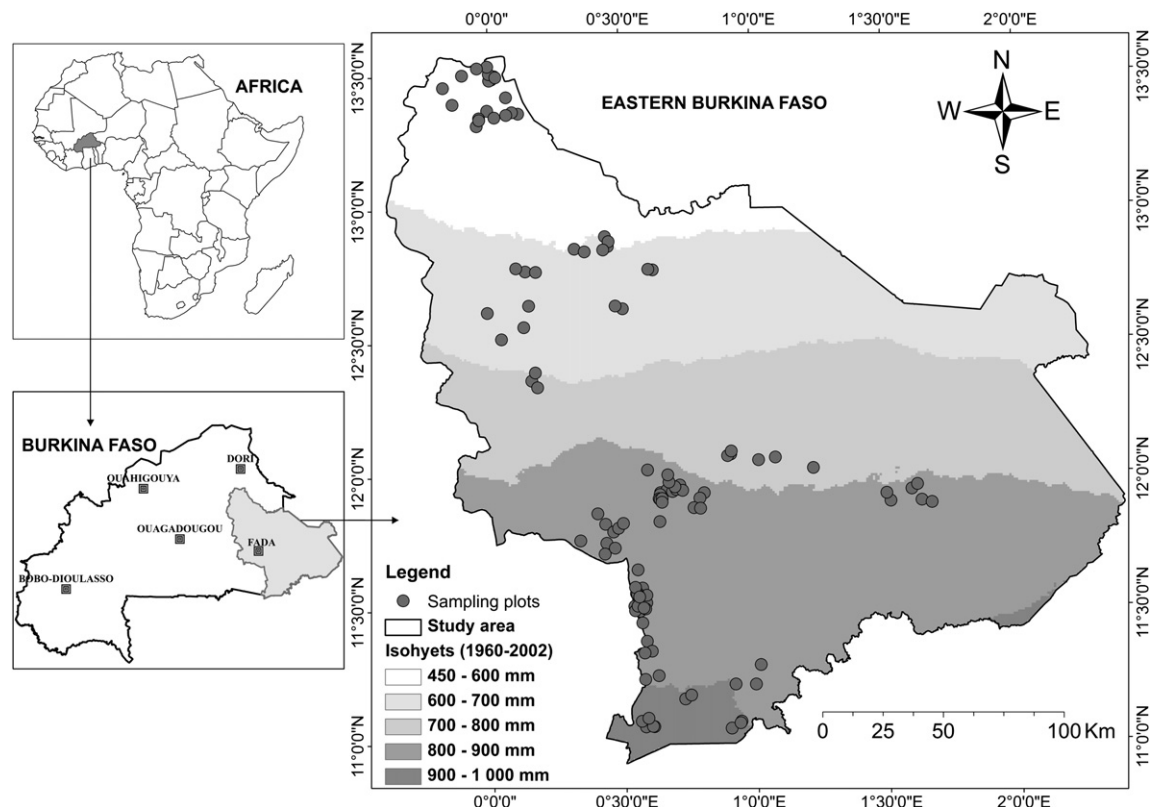 AFRICA
BURKINA FASO
DORI
OUAHIGOUYA
OUAGADOUGOU
FADA
BOBO-DIOULASSO
0°0'0" 0°30'0"E 1°0'0"E 1°30'0"E 2°0'0"E
EASTERN BURKINA FASO
N
W E
S
13°30'0"N
13°0'0"N
12°30'0"N
12°0'0"N
11°30'0"N
11°0'0"N
13°30'0"N
13°0'0"N
12°30'0"N
12°0'0"N
11°30'0"N
11°0'0"N
Legend
Sampling plots
Study area
Isohyets (1960-2002)
450 - 600 mm
600 - 700 mm
700 - 800 mm
800 - 900 mm
900 - 1 000 mm
0 25 50 100 Km
0°0'0" 0°30'0"E 1°0'0"E 1°30'0"E 2°0'0"E